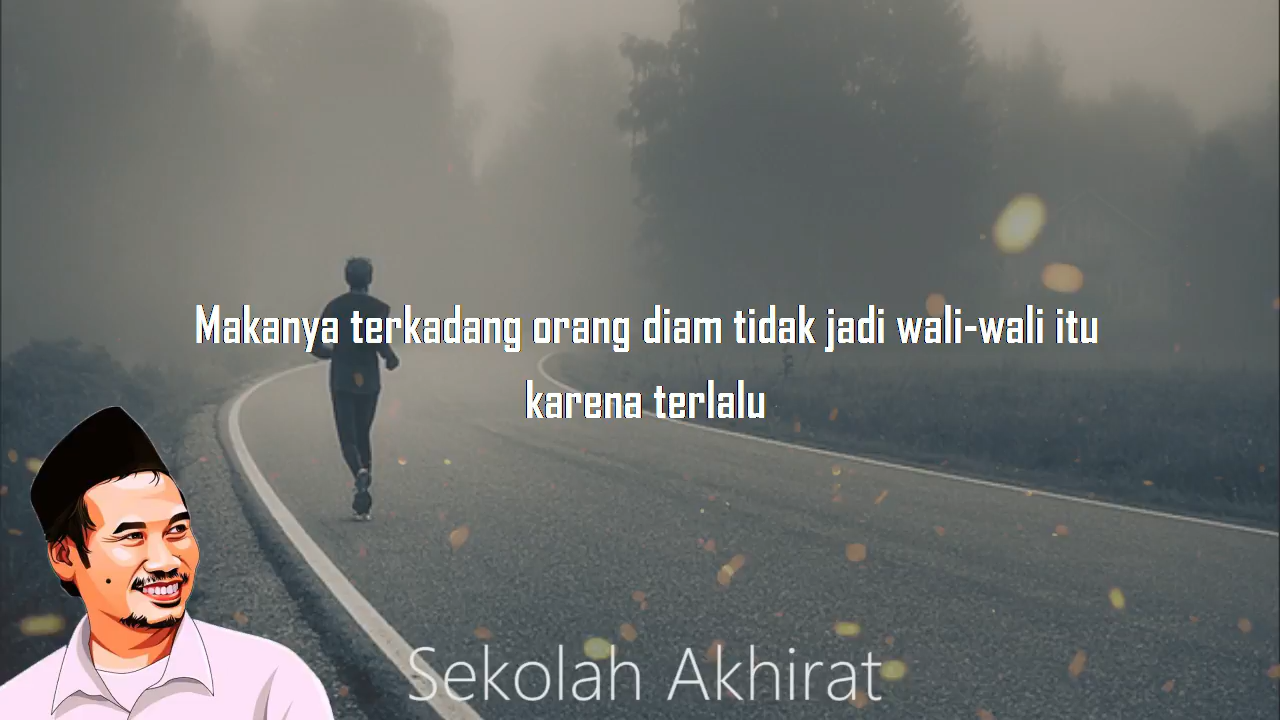 Makanya terkadang orang diam tidak jadi wali-wali itu
karena terlalu
Sekolah Akhirat